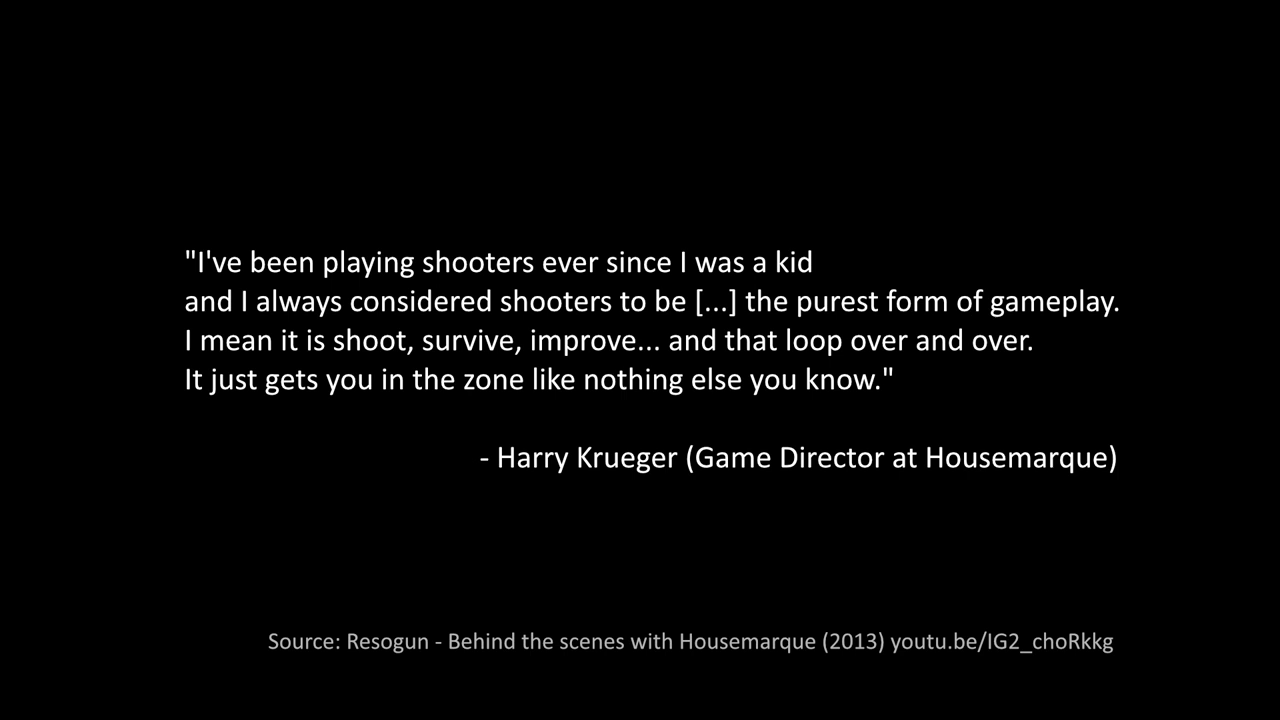 "I've been playing shooters ever since I was a kid
and I always considered shooters to be [...] the purest form of gameplay.
I mean it is shoot, survive, improve... and that loop over and over.
It just gets you in the zone like nothing else you know."
- Harry Krueger (Game Director at Housemarque)
Source: Resogun - Behind the scenes with Housemarque (2013) youtu.be/IG2_choRkkg